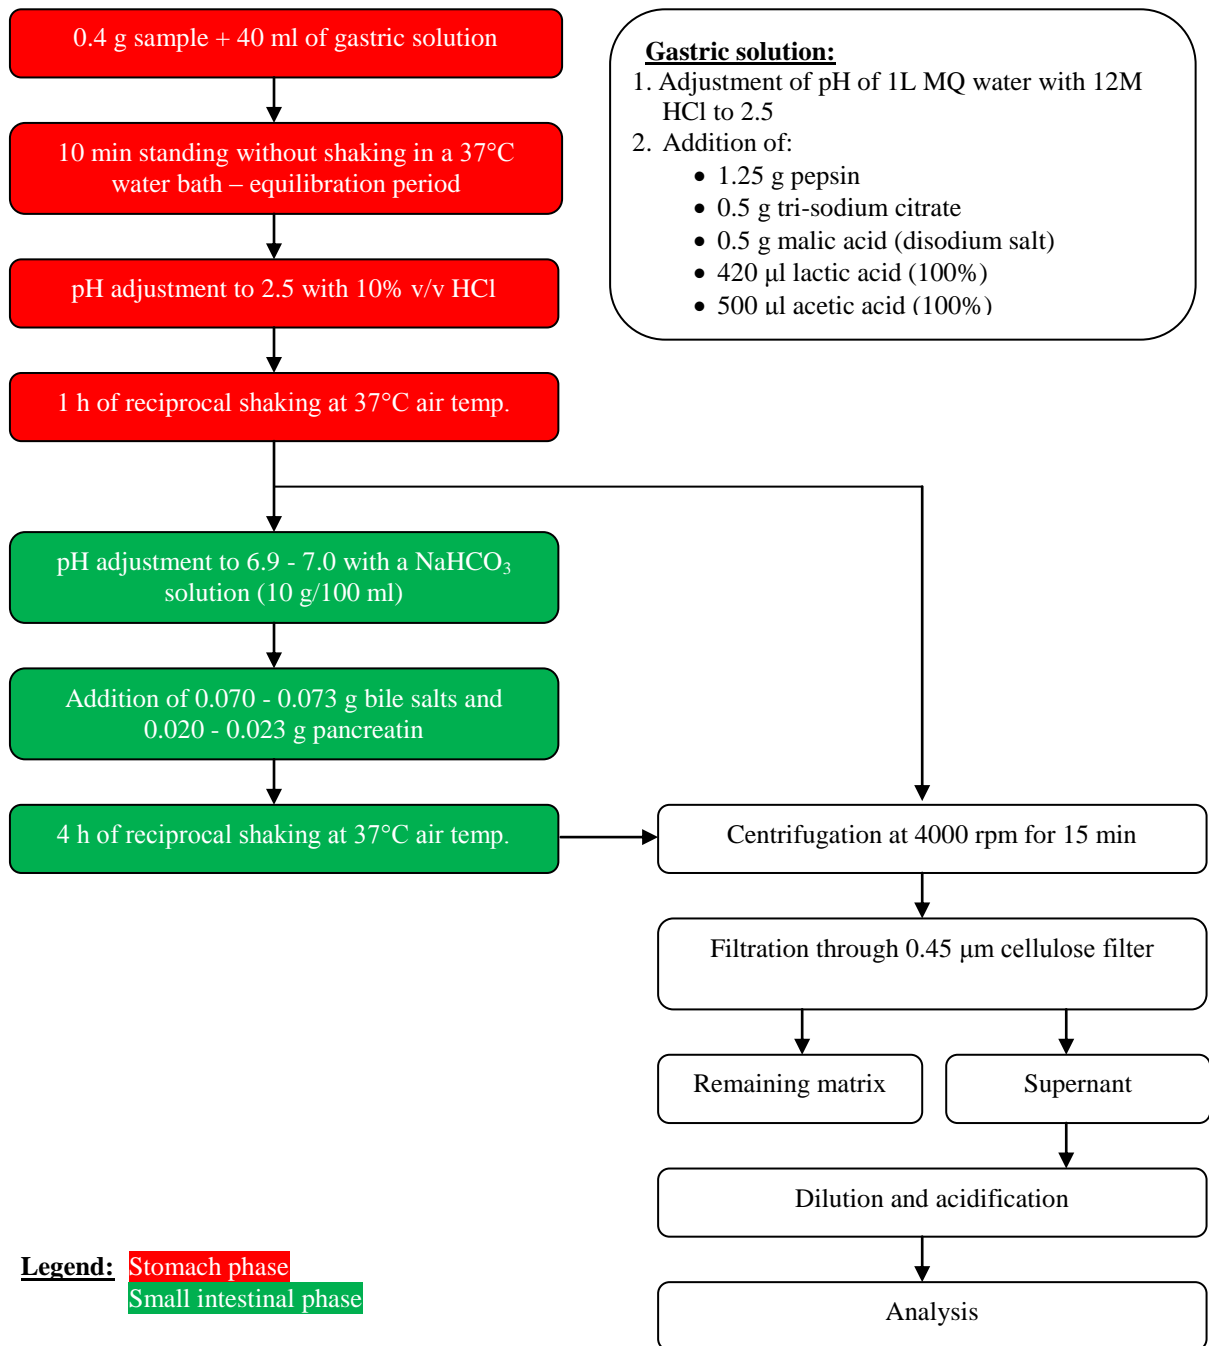 0.4 g sample + 40 ml of gastric solution
Gastric solution:
1. Adjustment of pH of 1L MQ water with 12M
HCl to 2.5
2. Addition of:
• 1.25 g pepsin
• 0.5 g tri-sodium citrate
• 0.5 g malic acid (disodium salt)
• 420 µl lactic acid (100%)
• 500 µl acetic acid (100%)
10 min standing without shaking in a 37°C
water bath – equilibration period
pH adjustment to 2.5 with 10% v/v HCl
1 h of reciprocal shaking at 37°C air temp.
pH adjustment to 6.9 - 7.0 with a NaHCO₃
solution (10 g/100 ml)
Addition of 0.070 - 0.073 g bile salts and
0.020 - 0.023 g pancreatin
4 h of reciprocal shaking at 37°C air temp.
Centrifugation at 4000 rpm for 15 min
Filtration through 0.45 µm cellulose filter
Remaining matrix
Supernant
Dilution and acidification
Analysis
Legend: Stomach phase
Small intestinal phase